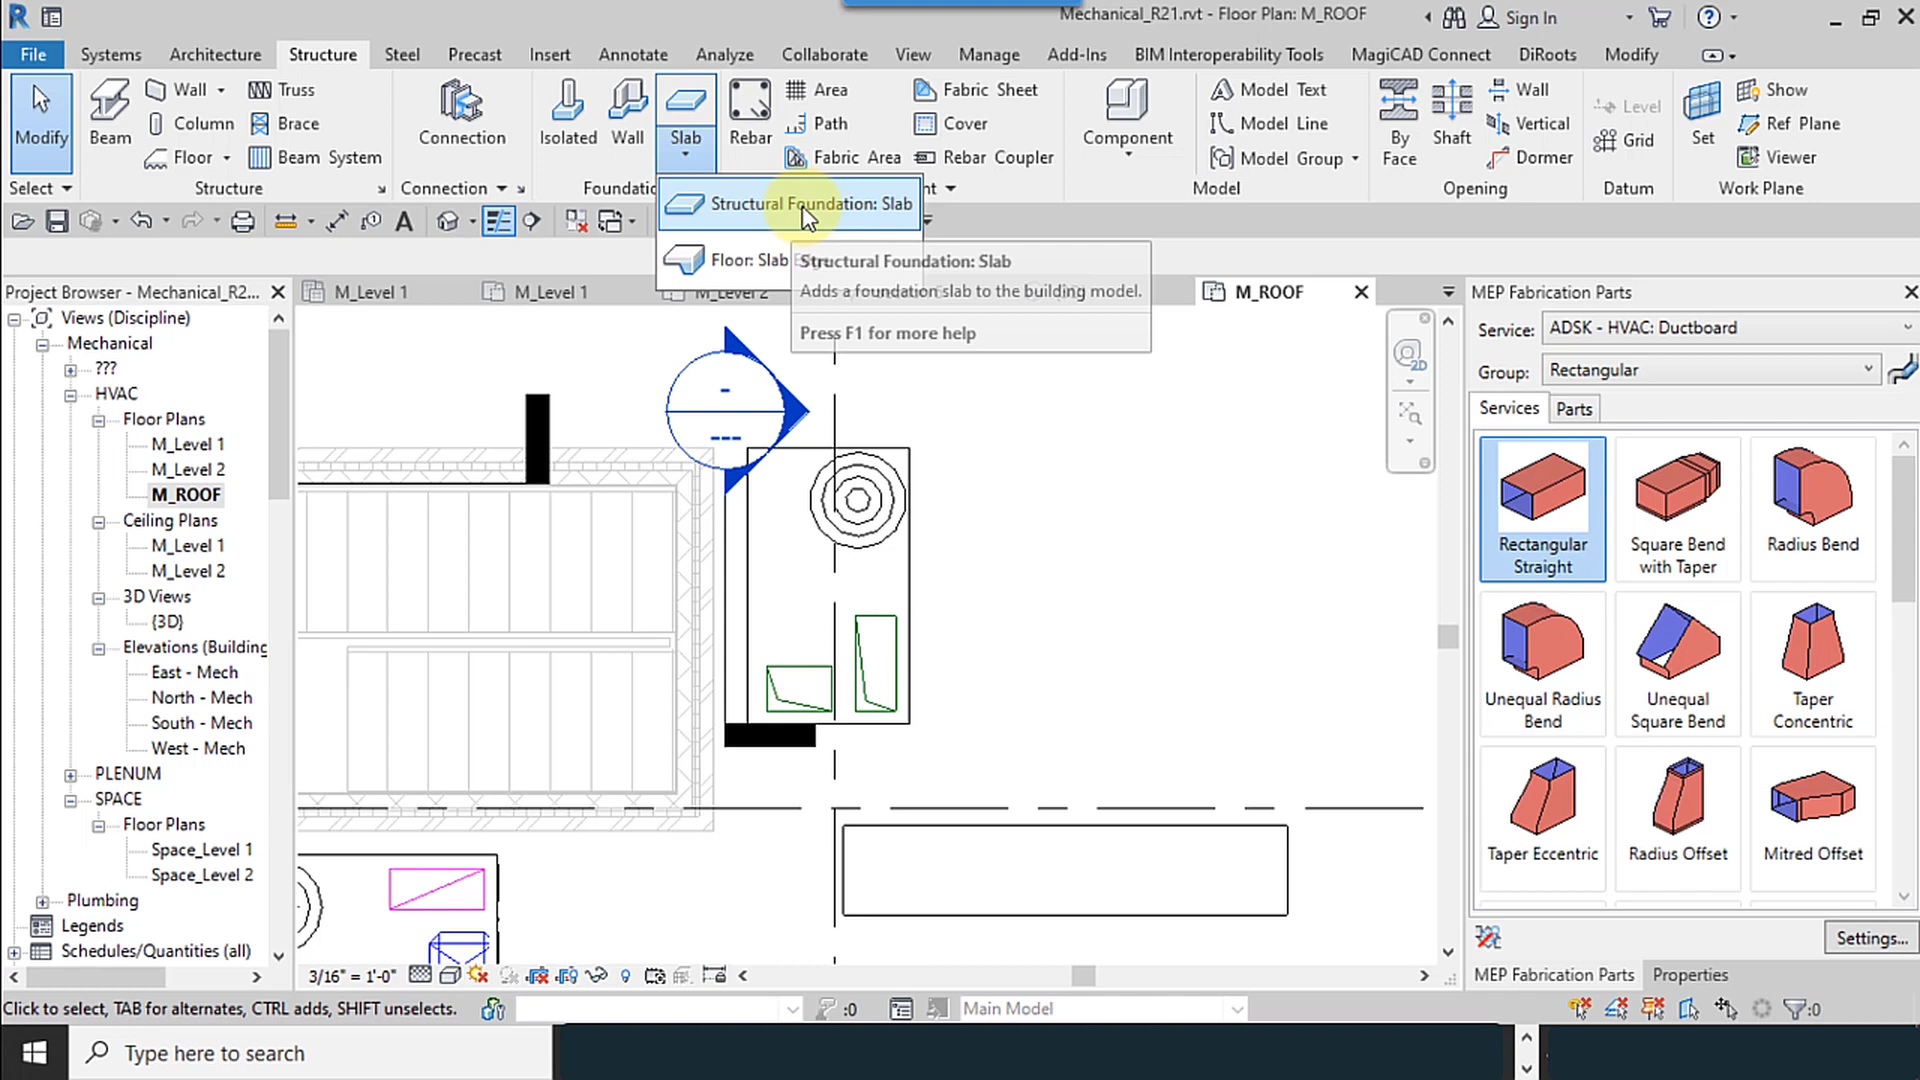 Mechanical_R21.rvt - Floor Plan: M_ROOF
Sign In
File Systems Architecture Structure Steel Precast Insert Annotate Analyze Collaborate View Manage Add-Ins BIM Interoperability Tools MagiCAD Connect DiRoots Modify
Modify
Beam
Wall
Column
Floor
Truss
Brace
Beam System
Connection
Isolated
Wall
Slab
Rebar
Area
Path
Fabric Area
Fabric Sheet
Cover
Rebar Coupler
Component
Model Text
Model Line
Model Group
By Face
Shaft
Wall
Vertical
Dormer
Level
Grid
Set
Show
Ref Plane
Viewer
Select
Structure
Connection
Model
Opening
Datum
Work Plane
Structural Foundation: Slab
Floor: Slab
Structural Foundation: Slab
Adds a foundation slab to the building model.
Press F1 for more help
Project Browser - Mechanical_R2...
M_Level 1
M_Level 1
M_Level 2
M_ROOF
Views (Discipline)
Mechanical
???
HVAC
Floor Plans
M_Level 1
M_Level 2
M_ROOF
Ceiling Plans
M_Level 1
M_Level 2
3D Views
{3D}
Elevations (Building
East - Mech
North - Mech
South - Mech
West - Mech
PLENUM
SPACE
Floor Plans
Space_Level 1
Space_Level 2
Plumbing
Legends
Schedules/Quantities (all)
2D
MEP Fabrication Parts
Service: ADSK - HVAC: Ductboard
Group: Rectangular
Services Parts
Rectangular Straight
Square Bend with Taper
Radius Bend
Unequal Radius Bend
Unequal Square Bend
Taper Concentric
Taper Eccentric
Radius Offset
Mitred Offset
Settings...
MEP Fabrication Parts Properties
3/16" = 1'-0"
Click to select, TAB for alternates, CTRL adds, SHIFT unselects.
:0
Main Model
:0
Type here to search